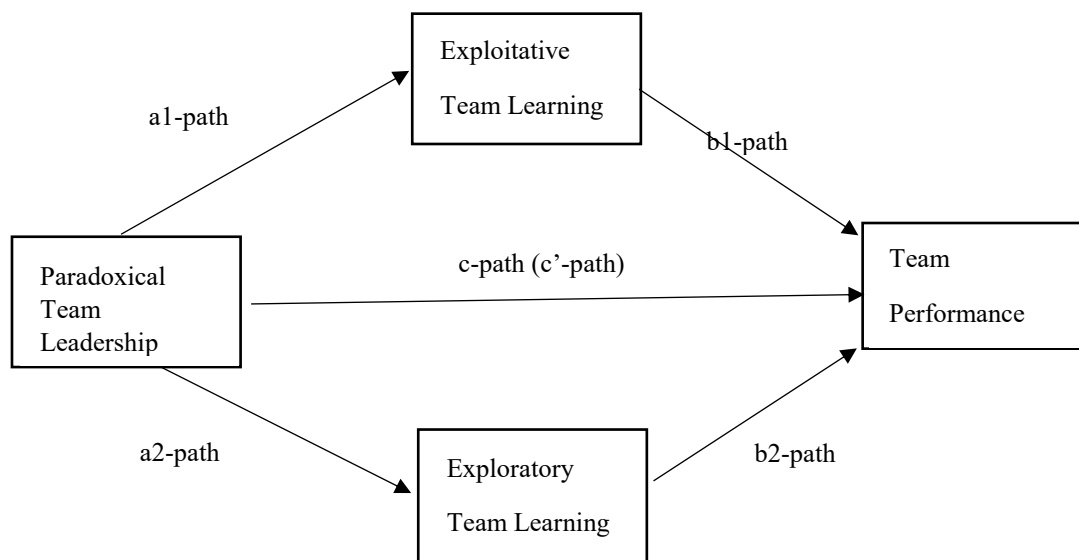 Exploitative
Team Learning
a1-path
b1-path
Paradoxical
Team
Leadership
c-path (c’-path)
Team
Performance
a2-path
b2-path
Exploratory
Team Learning